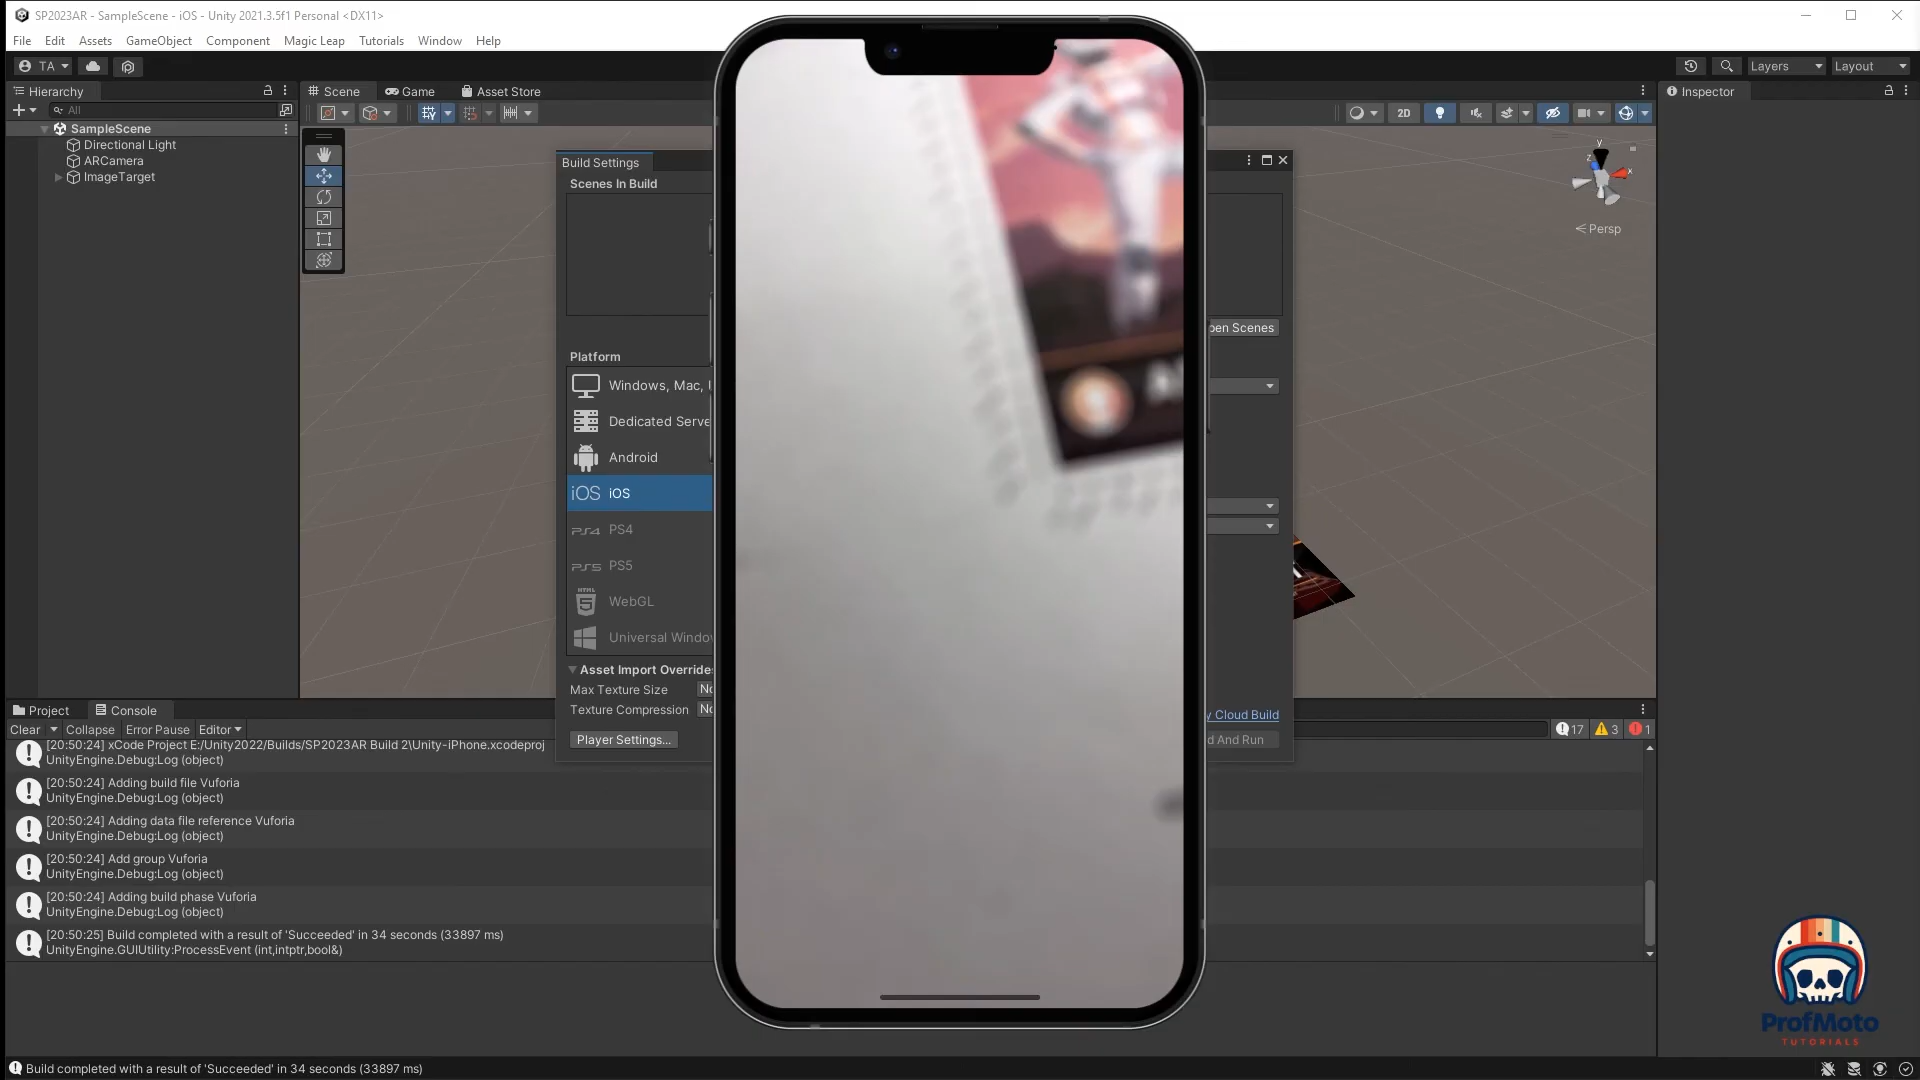 SP2023AR - SampleScene - iOS - Unity 2021.3.5f1 Personal <DX11>
File Edit Assets GameObject Component Magic Leap Tutorials Window Help
TA
Layers
Layout
Hierarchy
Scene
Game
Asset Store
Inspector
All
2D
SampleScene
Directional Light
ARCamera
ImageTarget
y
z
x
Persp
Build Settings
Scenes In Build
pen Scenes
Platform
Windows, Mac,
Dedicated Serve
Android
iOS iOS
PS4 PS4
PS5 PS5
HTML 5 WebGL
Universal Window
Asset Import Overrides
Max Texture Size No
Texture Compression No
y Cloud Build
Player Settings...
d And Run
Project
Console
Clear
Collapse
Error Pause
Editor
17
3
1
[20:50:24] xCode Project E:/Unity2022/Builds/SP2023AR Build 2\Unity-iPhone.xcodeproj
UnityEngine.Debug:Log (object)
[20:50:24] Adding build file Vuforia
UnityEngine.Debug:Log (object)
[20:50:24] Adding data file reference Vuforia
UnityEngine.Debug:Log (object)
[20:50:24] Add group Vuforia
UnityEngine.Debug:Log (object)
[20:50:24] Adding build phase Vuforia
UnityEngine.Debug:Log (object)
[20:50:25] Build completed with a result of 'Succeeded' in 34 seconds (33897 ms)
UnityEngine.GUIUtility:ProcessEvent (int,intptr,bool&)
ProfMoto
TUTORIALS
Build completed with a result of 'Succeeded' in 34 seconds (33897 ms)